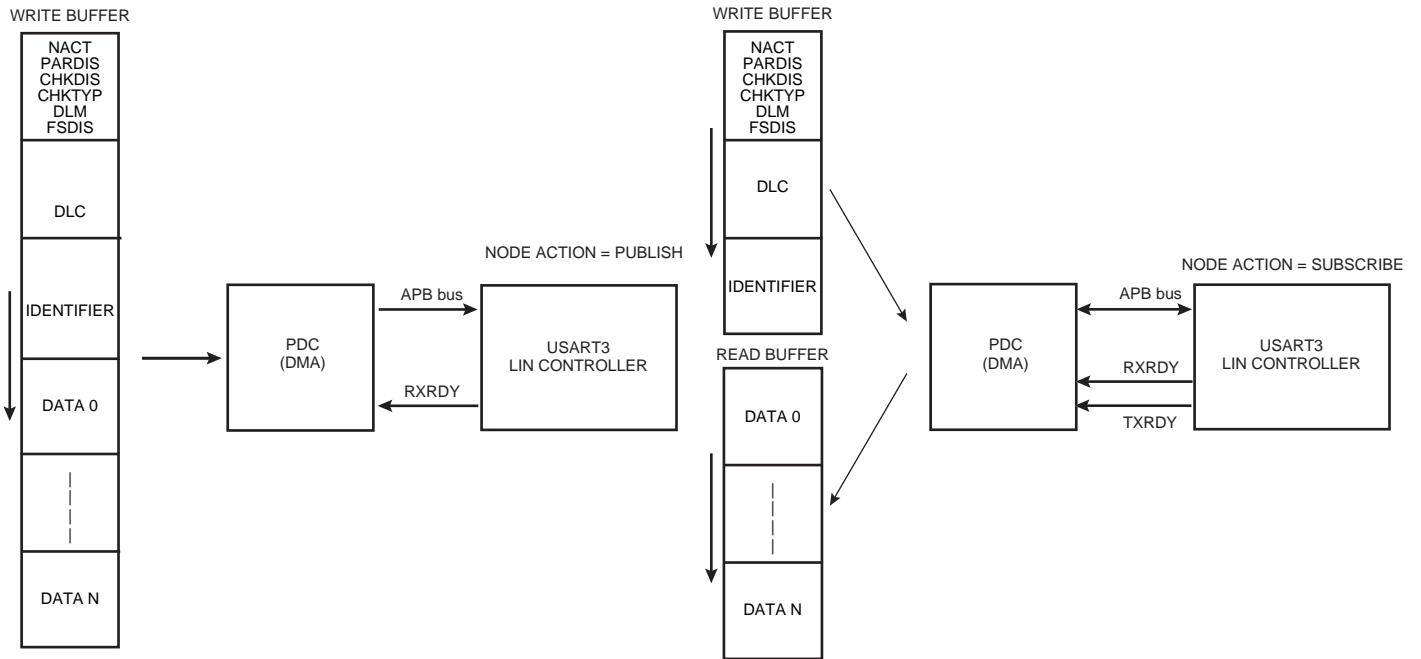 WRITE BUFFER
NACT
PARDIS
CHKDIS
CHKTYP
DLM
FSDIS
DLC
IDENTIFIER
DATA 0
DATA N
NODE ACTION = PUBLISH
PDC
(DMA)
APB bus
RXRDY
USART3
LIN CONTROLLER
WRITE BUFFER
NACT
PARDIS
CHKDIS
CHKTYP
DLM
FSDIS
DLC
IDENTIFIER
READ BUFFER
DATA 0
DATA N
NODE ACTION = SUBSCRIBE
PDC
(DMA)
APB bus
RXRDY
TXRDY
USART3
LIN CONTROLLER